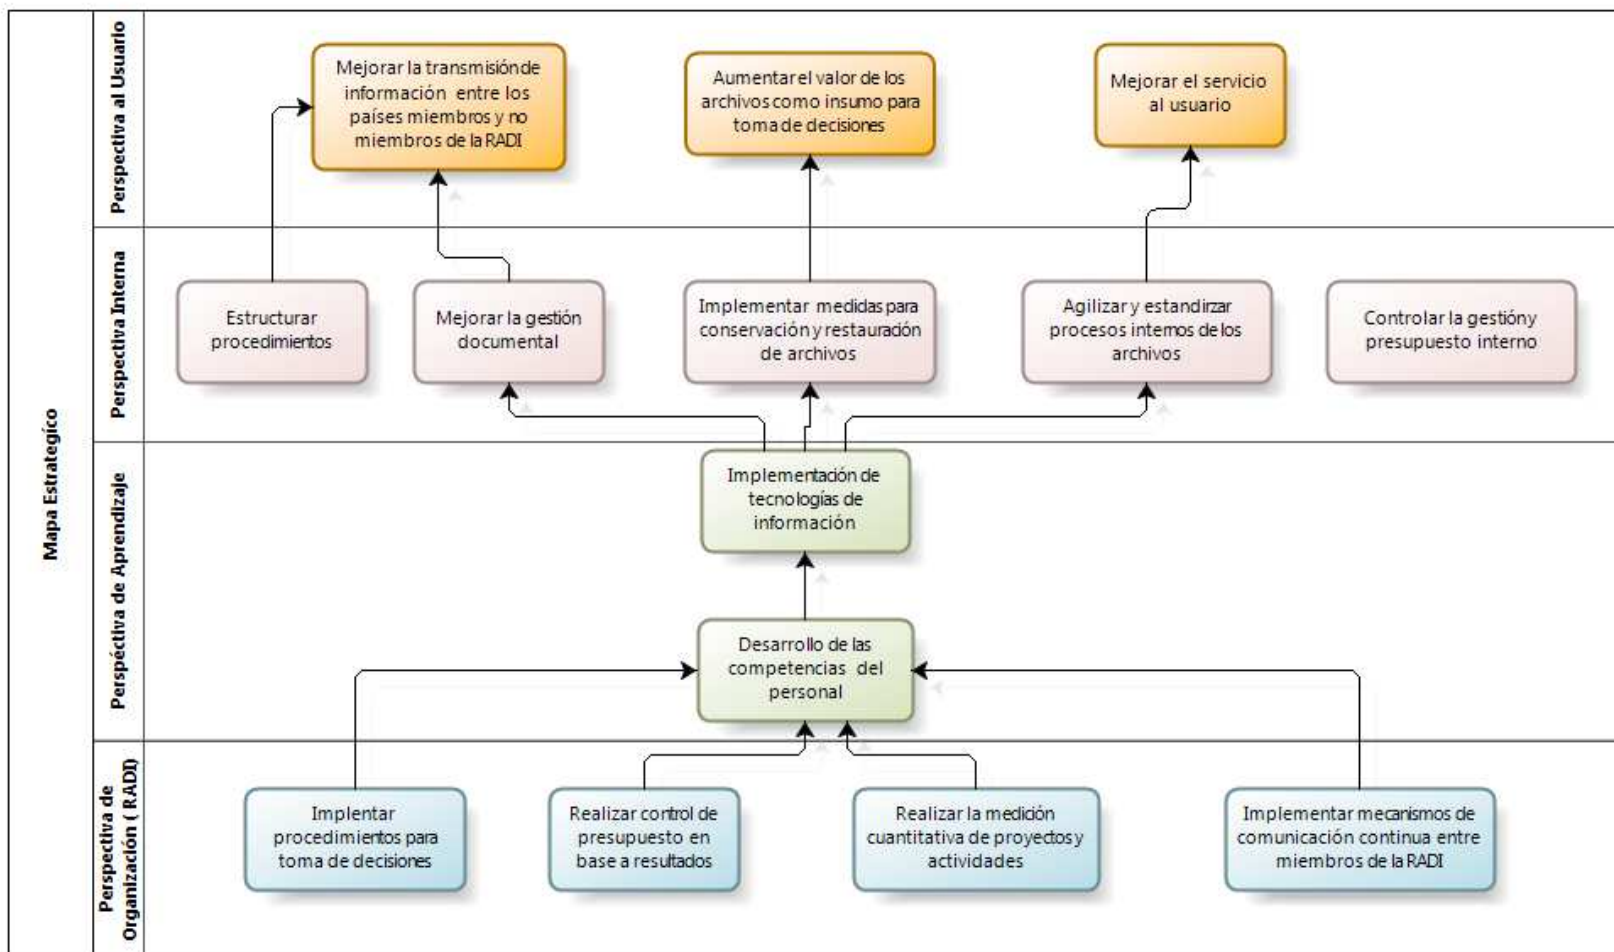 Mapa Estrategíco
Perspectiva al Usuario
Mejorar la transmisión de
información entre los
países miembros y no
miembros de la RADI
Aumentar el valor de los
archivos como insumo para
toma de decisiones
Mejorar el servicio
al usuario
Perspectiva Interna
Estructurar
procedimientos
Mejorar la gestión
documental
Implementar medidas para
conservación y restauración
de archivos
Agilizar y estandirzar
procesos internos de los
archivos
Controlar la gestión y
presupuesto interno
Perspéctiva de Aprendizaje
Implementación de
tecnologías de
información
Desarrollo de las
competencias del
personal
Perspectiva de
Organización ( RADI)
Implentar
procedimientos para
toma de decisiones
Realizar control de
presupuesto en
base a resultados
Realizar la medición
cuantitativa de proyectos y
actividades
Implementar mecanismos de
comunicación continua entre
miembros de la RADI